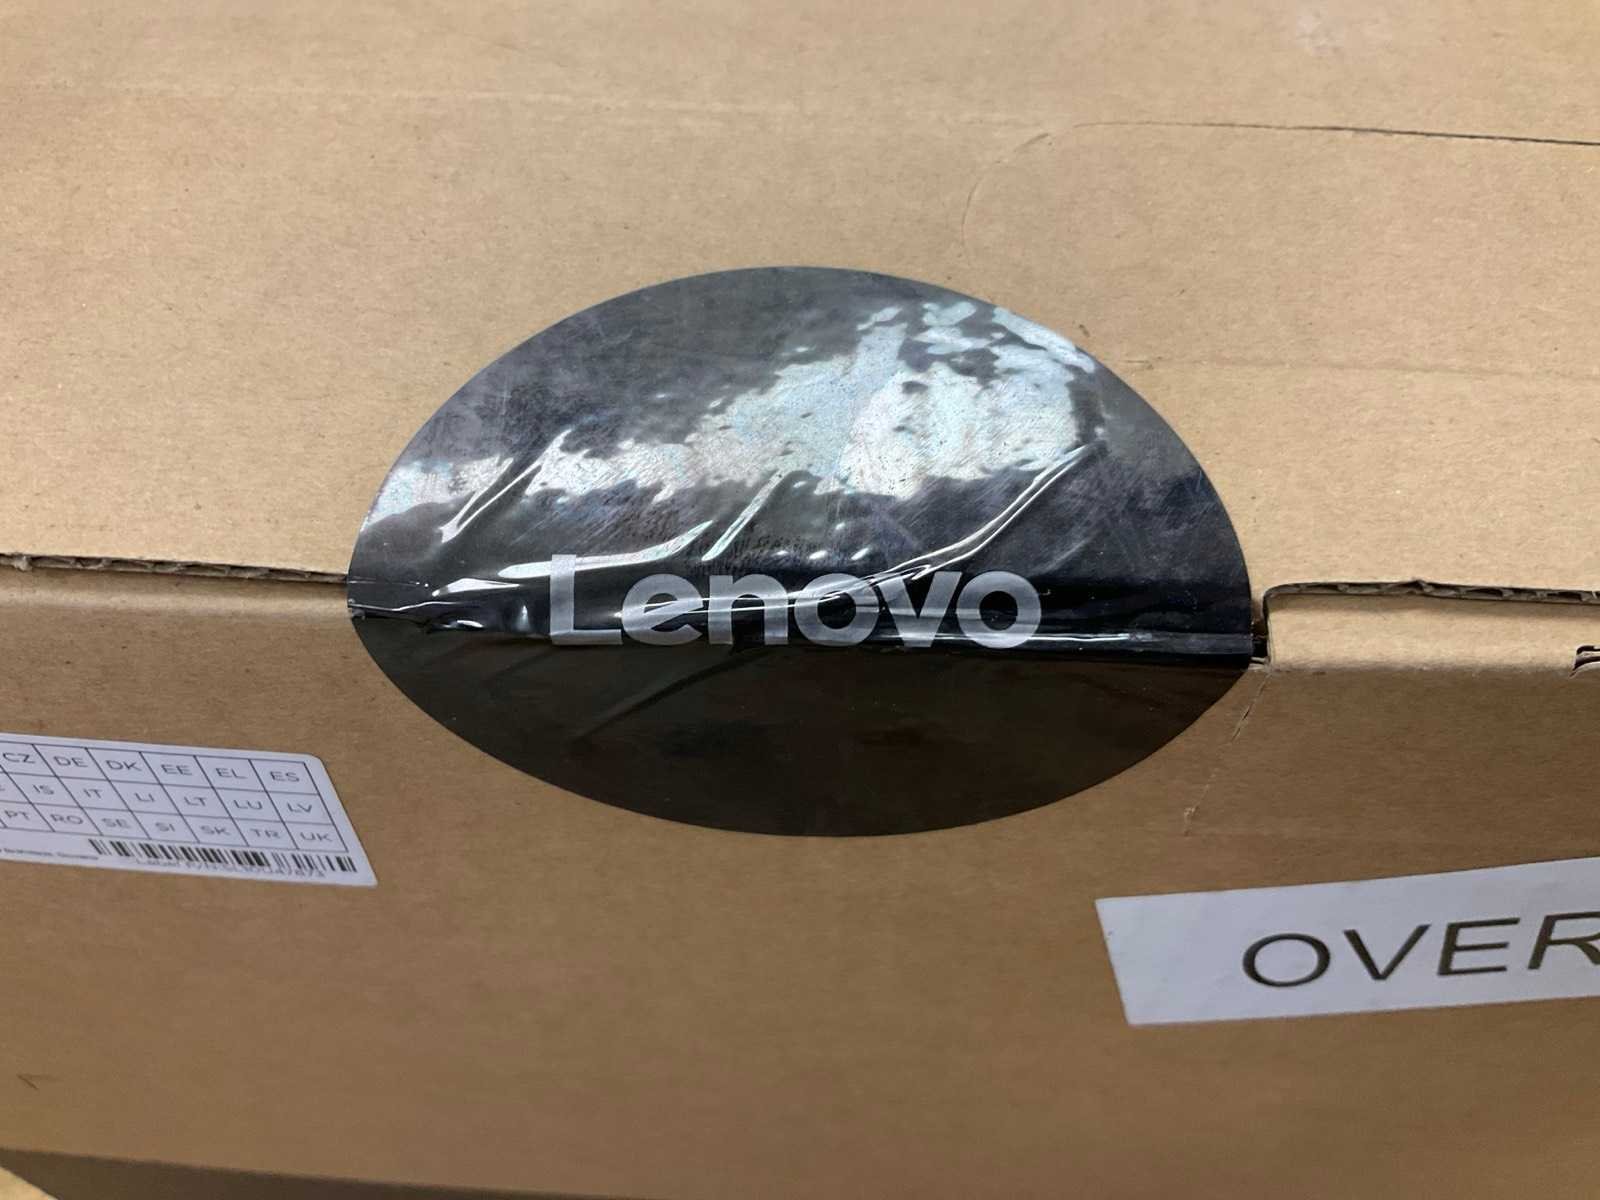 Lenovo
CZ DE DK EE EL ES
IS IT LI LT LU LV
PT RO SE SI SK TR UK
OVER